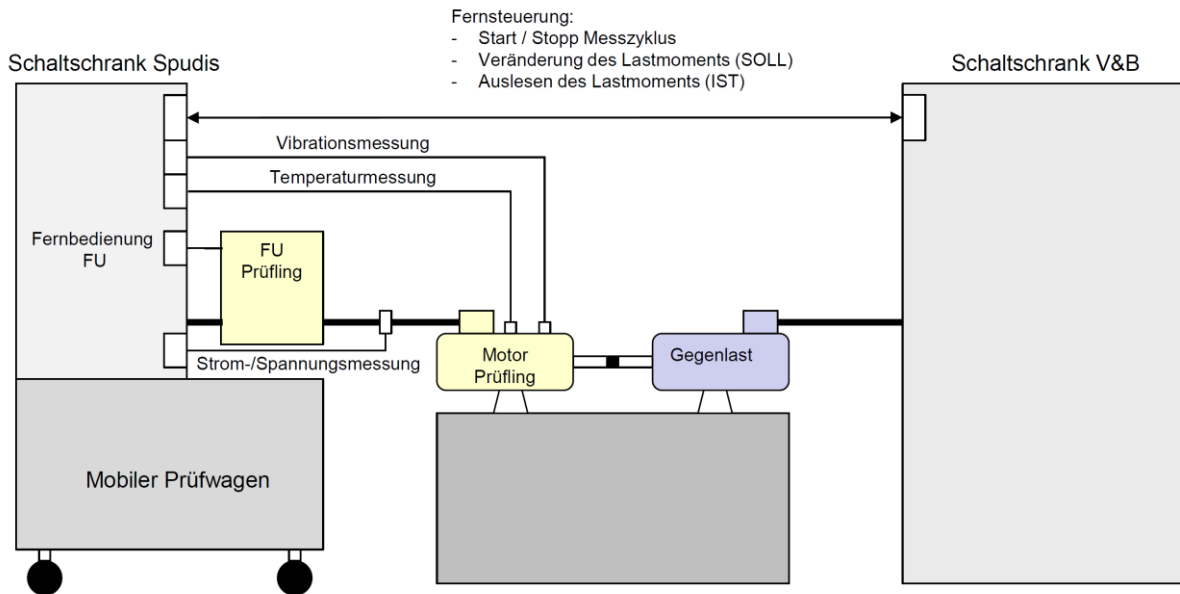 Fernsteuerung:
- Start / Stopp Messzyklus
- Veränderung des Lastmoments (SOLL)
- Auslesen des Lastmoments (IST)
Schaltschrank Spudis
Schaltschrank V&B
Vibrationsmessung
Temperaturmessung
Fernbedienung
FU
FU
Prüfling
Strom-/Spannungsmessung
Motor
Prüfling
Gegenlast
Mobiler Prüfwagen